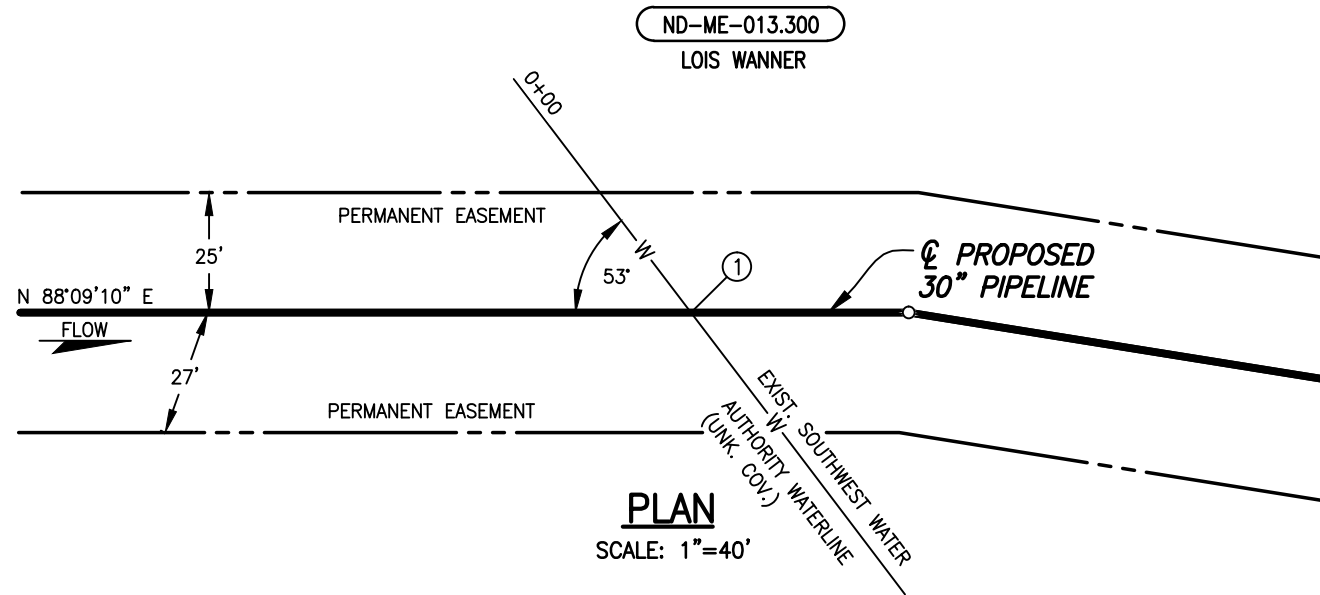 ND-ME-013.300
LOIS WANNER
0+00
PERMANENT EASEMENT
25'
W
1
53°
℄ PROPOSED
30" PIPELINE
N 88°09'10" E
FLOW
27'
PERMANENT EASEMENT
EXIST. SOUTHWEST WATER
W
AUTHORITY WATERLINE
(UNK. COV.)
PLAN
SCALE: 1"=40'